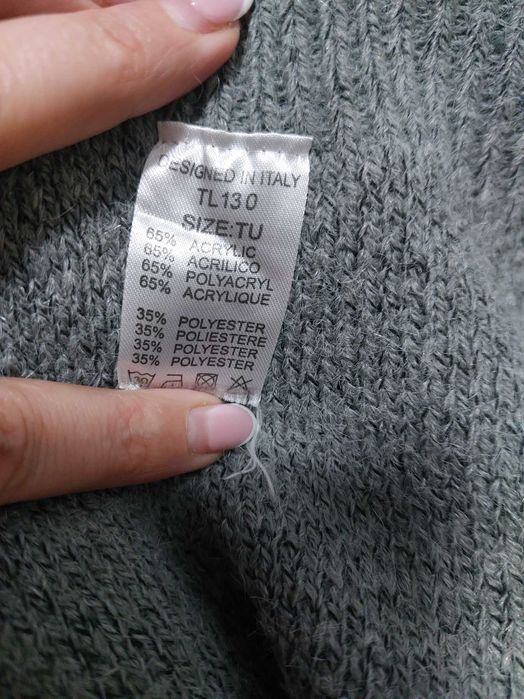 DESIGNED IN ITALY
TL130
SIZE:TU
65% ACRYLIC
65% ACRILICO
65% POLYACRYL
65% ACRYLIQUE
35% POLYESTER
35% POLIESTERE
35% POLYESTER
35% POLYESTER